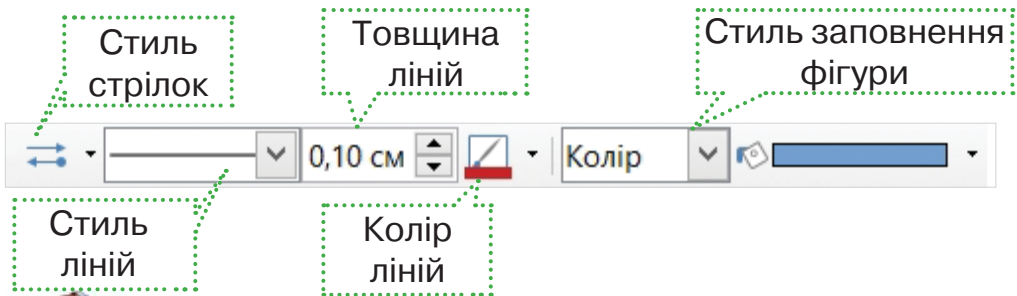 Стиль
стрілок
Товщина
ліній
Стиль заповнення
фігури
0,10 см
Колір
Стиль
ліній
Колір
ліній